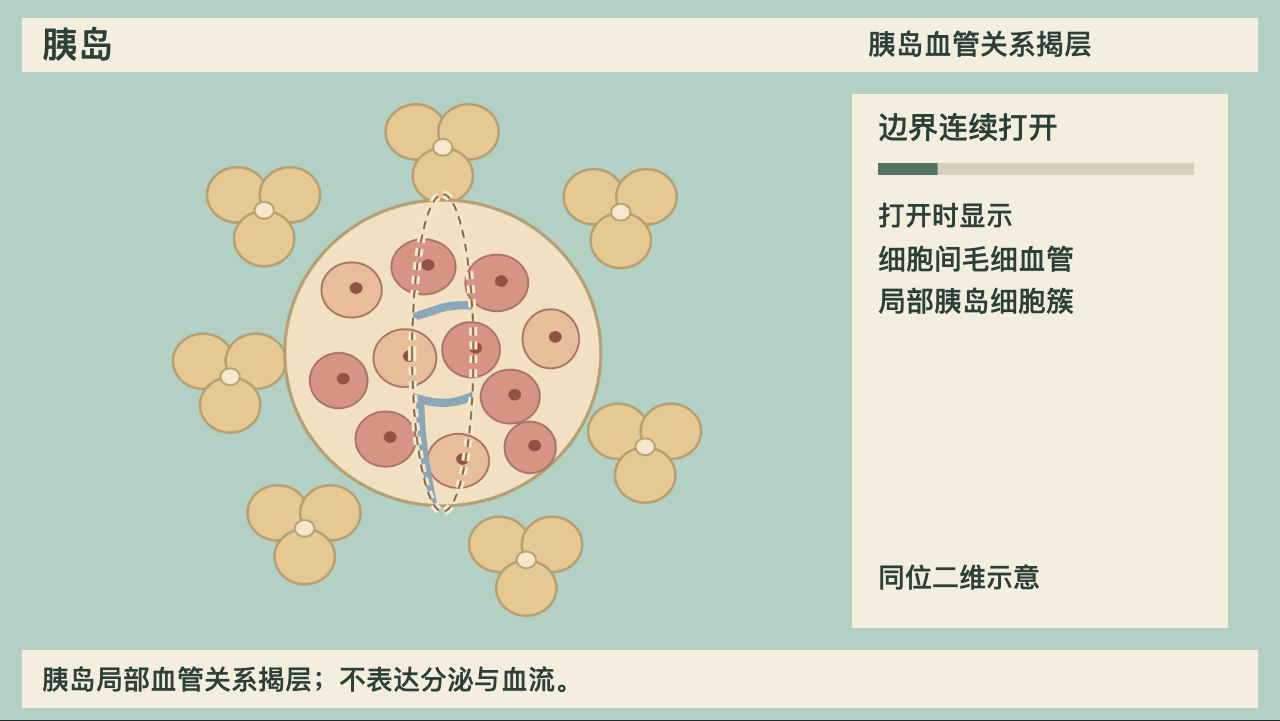 胰岛
胰岛血管关系揭层
边界连续打开
打开时显示
细胞间毛细血管
局部胰岛细胞簇
同位二维示意
胰岛局部血管关系揭层；不表达分泌与血流。